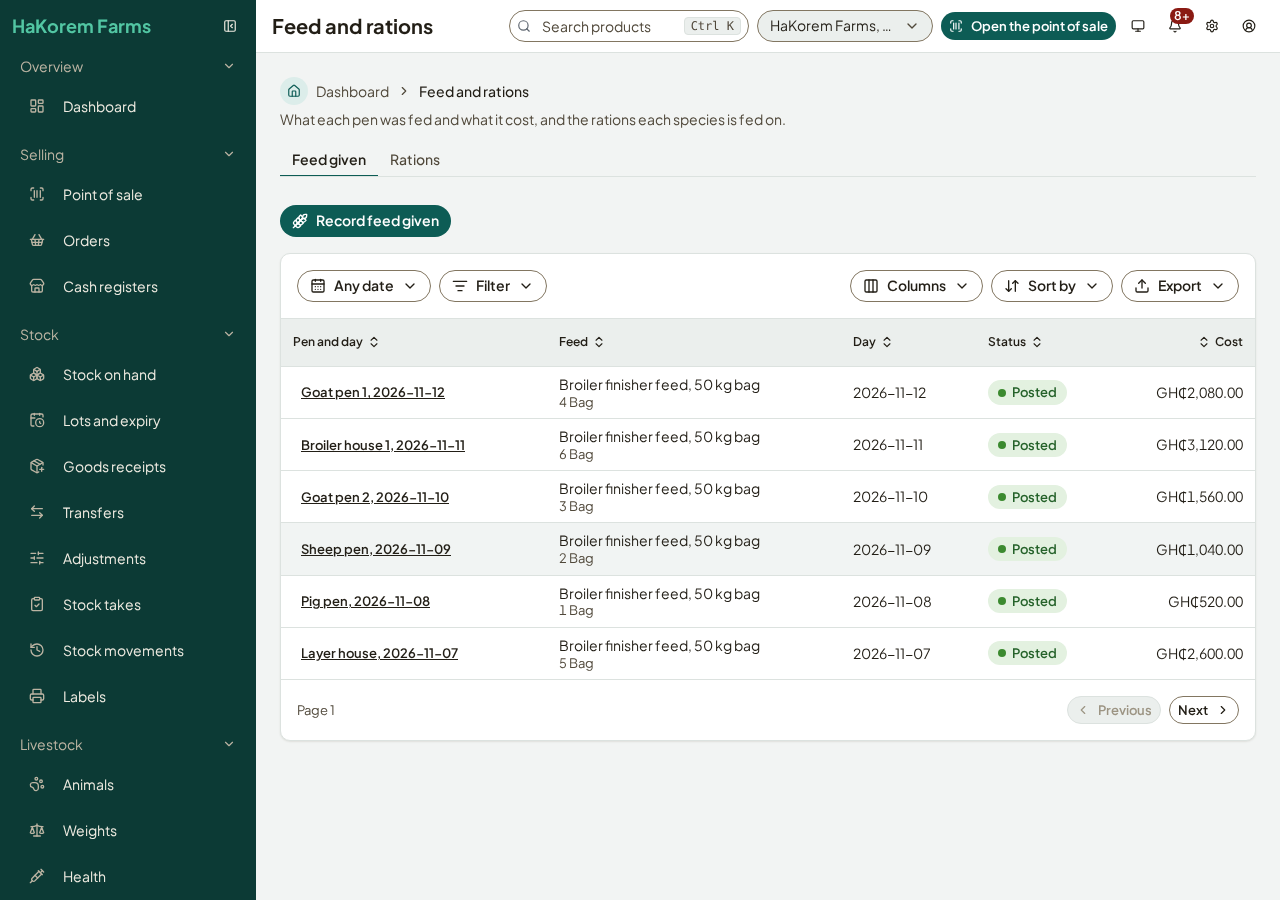 HaKorem Farms
Overview
Dashboard
Selling
Point of sale
Orders
Cash registers
Stock
Stock on hand
Lots and expiry
Goods receipts
Transfers
Adjustments
Stock takes
Stock movements
Labels
Livestock
Animals
Weights
Health
Feed and rations
Search products Ctrl K
HaKorem Farms, ...
Open the point of sale
8+
Dashboard > Feed and rations
What each pen was fed and what it cost, and the rations each species is fed on.
Feed given Rations
Record feed given
Any date Filter Columns Sort by Export
Pen and day Feed Day Status Cost
Goat pen 1, 2026-11-12 Broiler finisher feed, 50 kg bag 2026-11-12 Posted GH₵2,080.00
4 Bag
Broiler house 1, 2026-11-11 Broiler finisher feed, 50 kg bag 2026-11-11 Posted GH₵3,120.00
6 Bag
Goat pen 2, 2026-11-10 Broiler finisher feed, 50 kg bag 2026-11-10 Posted GH₵1,560.00
3 Bag
Sheep pen, 2026-11-09 Broiler finisher feed, 50 kg bag 2026-11-09 Posted GH₵1,040.00
2 Bag
Pig pen, 2026-11-08 Broiler finisher feed, 50 kg bag 2026-11-08 Posted GH₵520.00
1 Bag
Layer house, 2026-11-07 Broiler finisher feed, 50 kg bag 2026-11-07 Posted GH₵2,600.00
5 Bag
Page 1 Previous Next